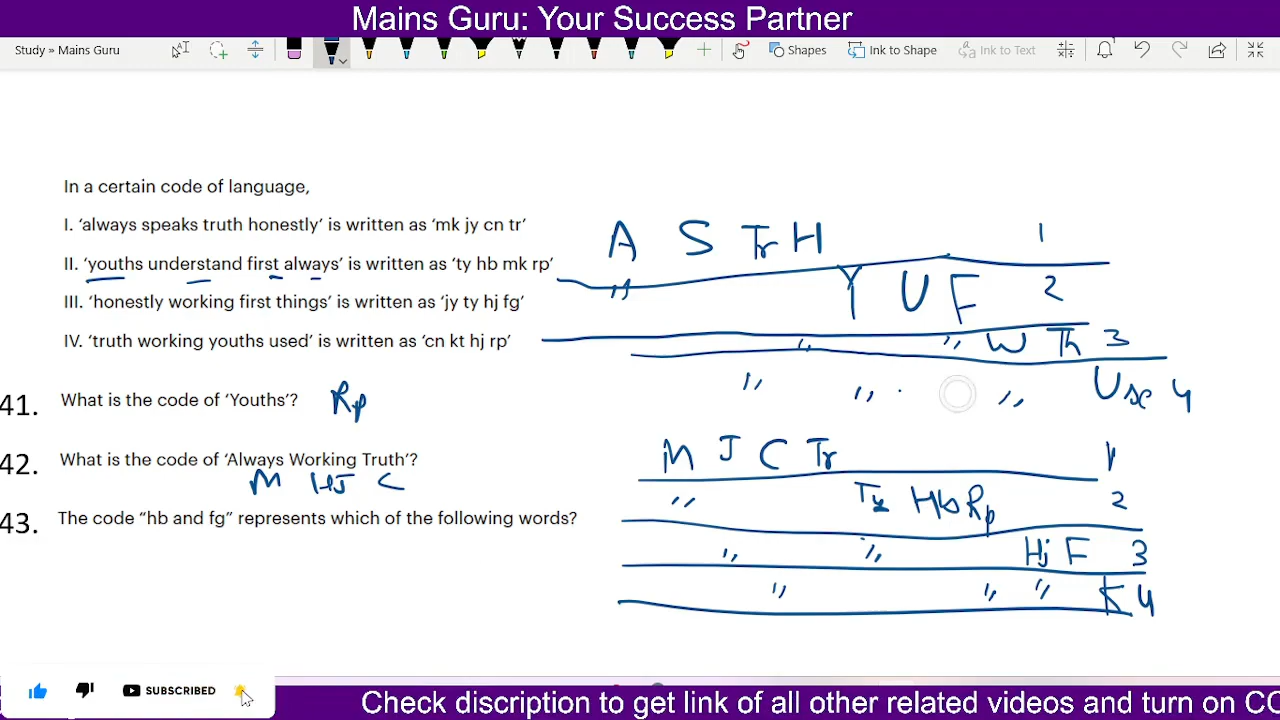 Mains Guru: Your Success Partner
Study » Mains Guru
Shapes
Ink to Shape
Ink to Text
In a certain code of language,
I. ‘always speaks truth honestly’ is written as ‘mk jy cn tr’
II. ‘youths understand first always’ is written as ‘ty hb mk rp’
III. ‘honestly working first things’ is written as ‘jy ty hj fg’
IV. ‘truth working youths used’ is written as ‘cn kt hj rp’
41. What is the code of ‘Youths’? Rp
42. What is the code of ‘Always Working Truth’?
M HJ C
43. The code “hb and fg” represents which of the following words?
A S Tr H 1
" Y U F 2
" " W Th 3
" " " Use 4
M J C Tr 1
" Ty Hb Rp 2
" " Hj F 3
" " " K 4
SUBSCRIBED
Check discription to get link of all other related videos and turn on CC